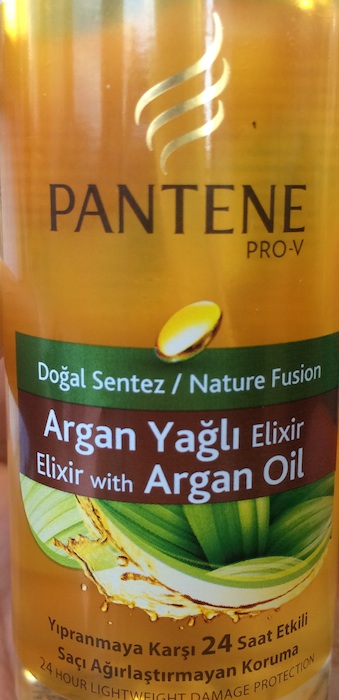 PANTENE
PRO-V
Doğal Sentez / Nature Fusion
Argan Yağlı Elixir
Elixir with Argan Oil
Yıpranmaya Karşı 24 Saat Etkili
Saçı Ağırlaştırmayan Koruma
24 HOUR LIGHTWEIGHT DAMAGE PROTECTION